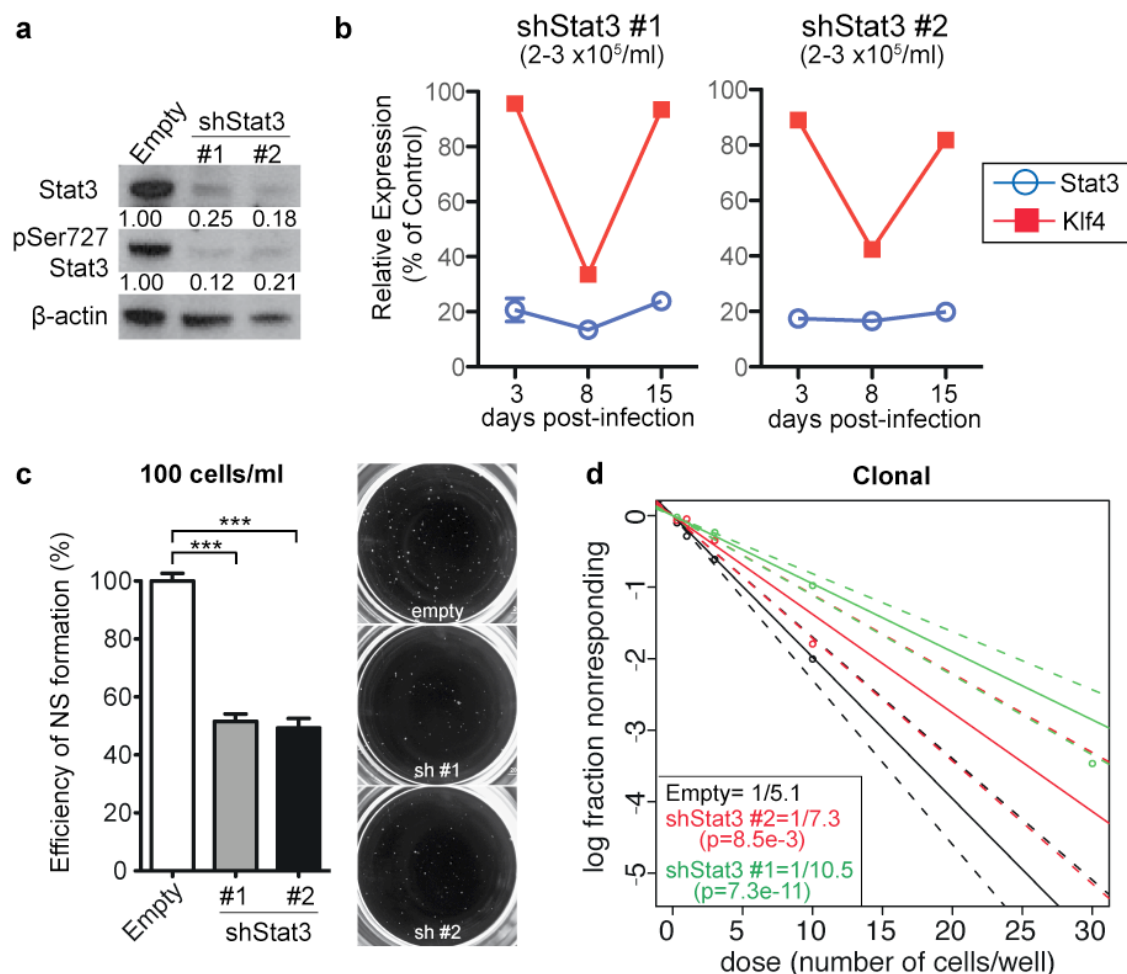 a
Empty
shStat3
#1 #2
Stat3
1.00 0.25 0.18
pSer727
Stat3
1.00 0.12 0.21
β-actin
b
shStat3 #1
(2-3 x10⁵/ml)
shStat3 #2
(2-3 x10⁵/ml)
Relative Expression
(% of Control)
100
80
60
40
20
0
3 8 15
days post-infection
100
80
60
40
20
0
3 8 15
days post-infection
Stat3
Klf4
c
100 cells/ml
***
***
Efficiency of NS formation (%)
100
80
60
40
20
0
Empty
#1 #2
shStat3
empty
sh #1
sh #2
d
Clonal
log fraction nonresponding
0
-1
-2
-3
-4
-5
Empty= 1/5.1
shStat3 #2=1/7.3
(p=8.5e-3)
shStat3 #1=1/10.5
(p=7.3e-11)
0 5 10 15 20 25 30
dose (number of cells/well)